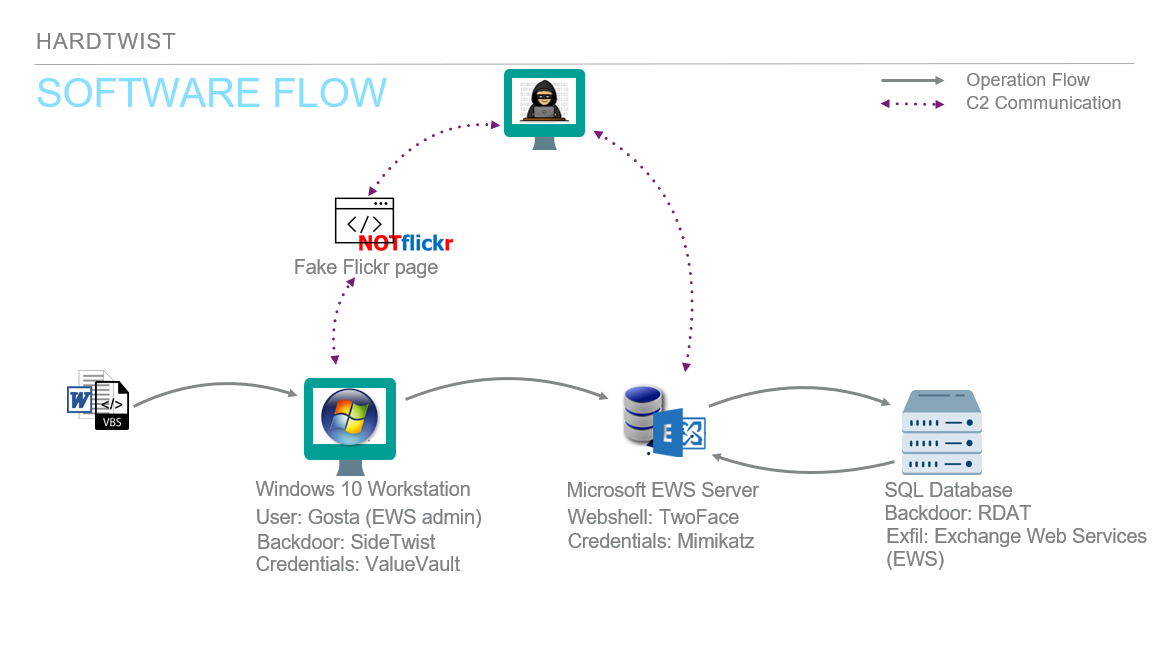 HARDTWIST
SOFTWARE FLOW
Operation Flow
C2 Communication
</>
NOTflickr
Fake Flickr page
W
</>
VBS
E
Windows 10 Workstation
User: Gosta (EWS admin)
Backdoor: SideTwist
Credentials: ValueVault
Microsoft EWS Server
Webshell: TwoFace
Credentials: Mimikatz
SQL Database
Backdoor: RDAT
Exfil: Exchange Web Services
(EWS)